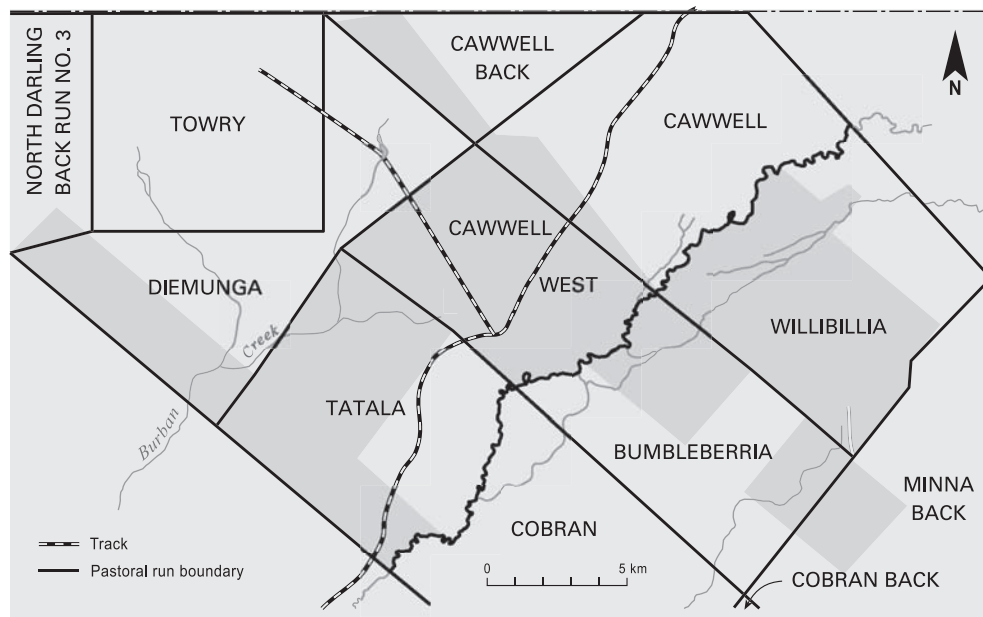 NORTH DARLING
BACK RUN NO. 3
TOWRY
CAWWELL
BACK
CAWWELL
N
CAWWELL
WEST
DIEMUNGA
WILLIBILLIA
Creek
TATALA
Burban
BUMBLEBERRIA
MINNA
BACK
COBRAN
Track
Pastoral run boundary
0 5 km
COBRAN BACK